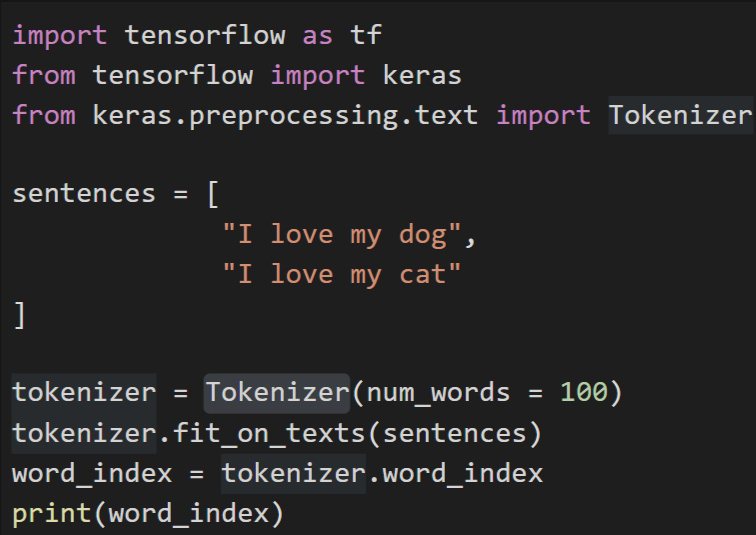 import tensorflow as tf
from tensorflow import keras
from keras.preprocessing.text import Tokenizer
sentences = [
"I love my dog",
"I love my cat"
]
tokenizer = Tokenizer(num_words = 100)
tokenizer.fit_on_texts(sentences)
word_index = tokenizer.word_index
print(word_index)